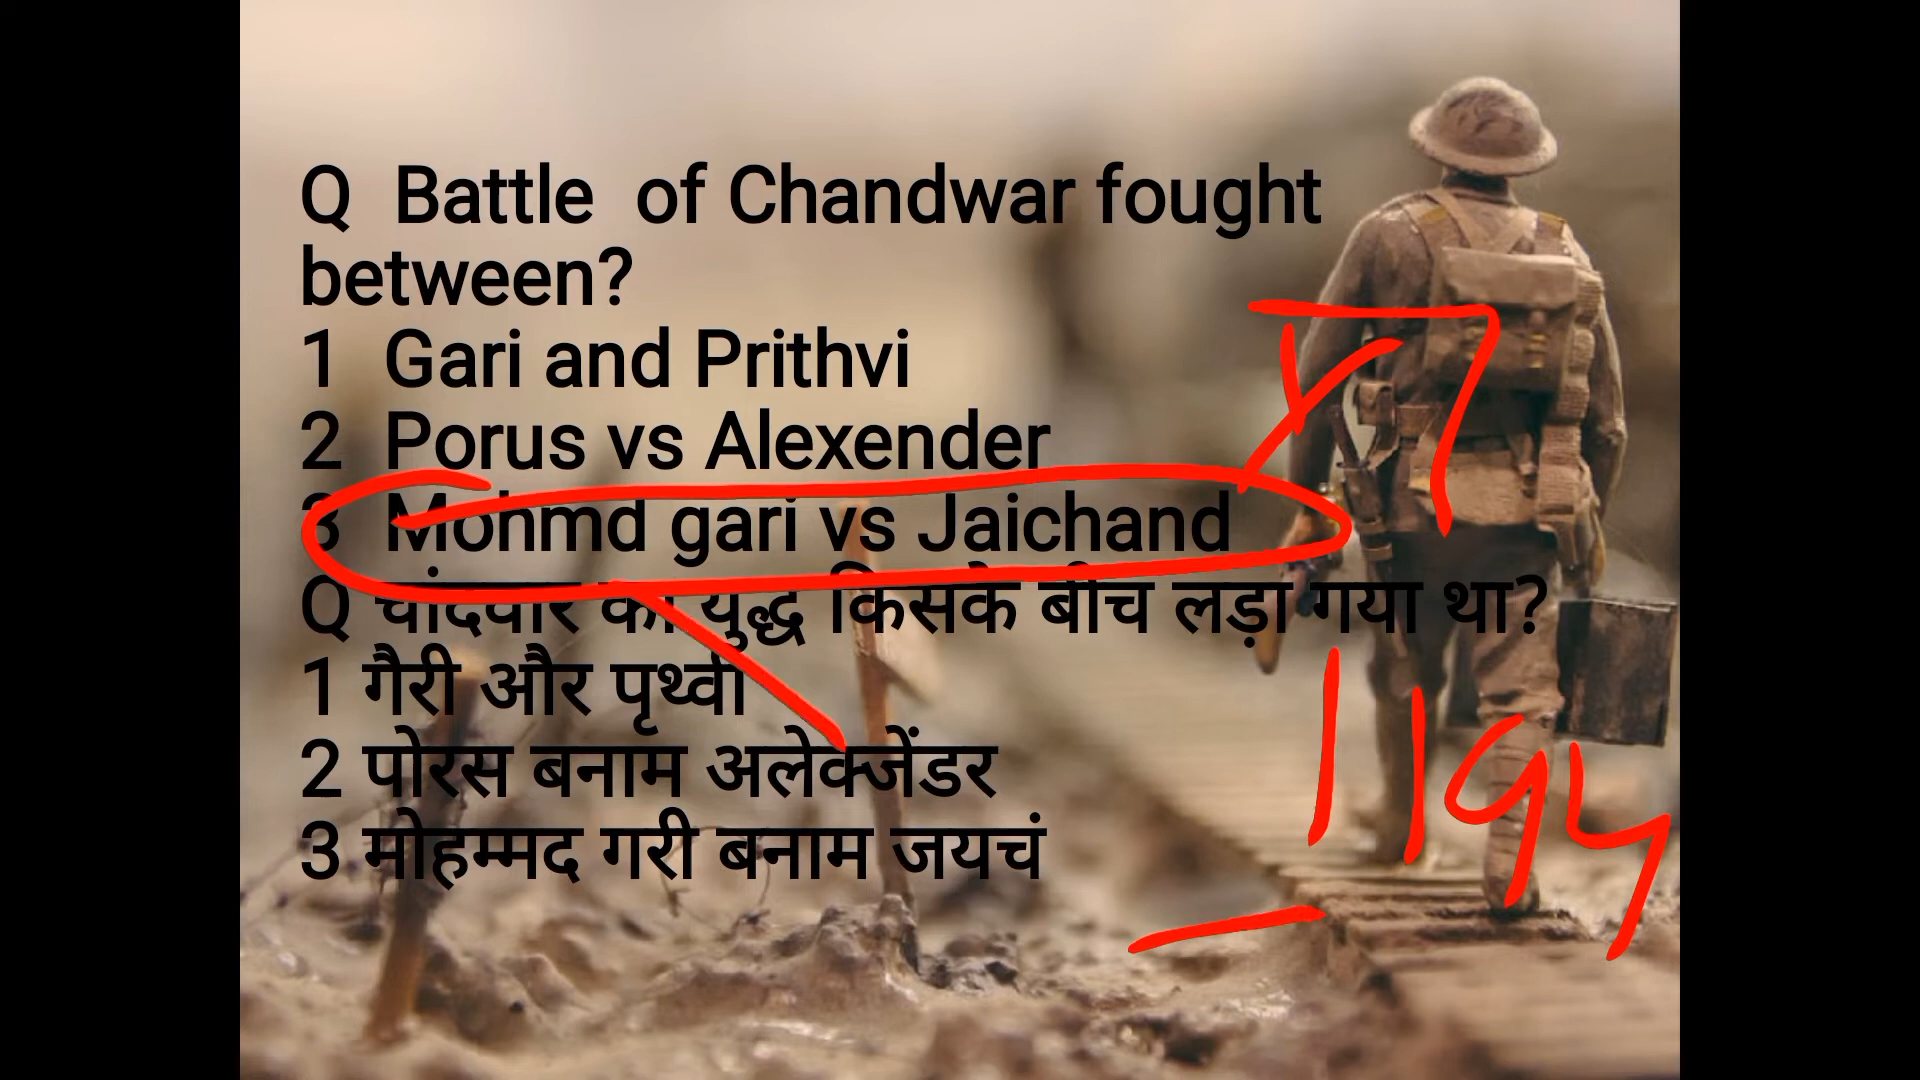 Q Battle of Chandwar fought
between?
1 Gari and Prithvi
2 Porus vs Alexender
3 Mohmd gari vs Jaichand
Q चांदवार का युद्ध किसके बीच लड़ा गया था?
1 गैरी और पृथ्वी
2 पोरस बनाम अलेक्जेंडर
3 मोहम्मद गरी बनाम जयचं
1194